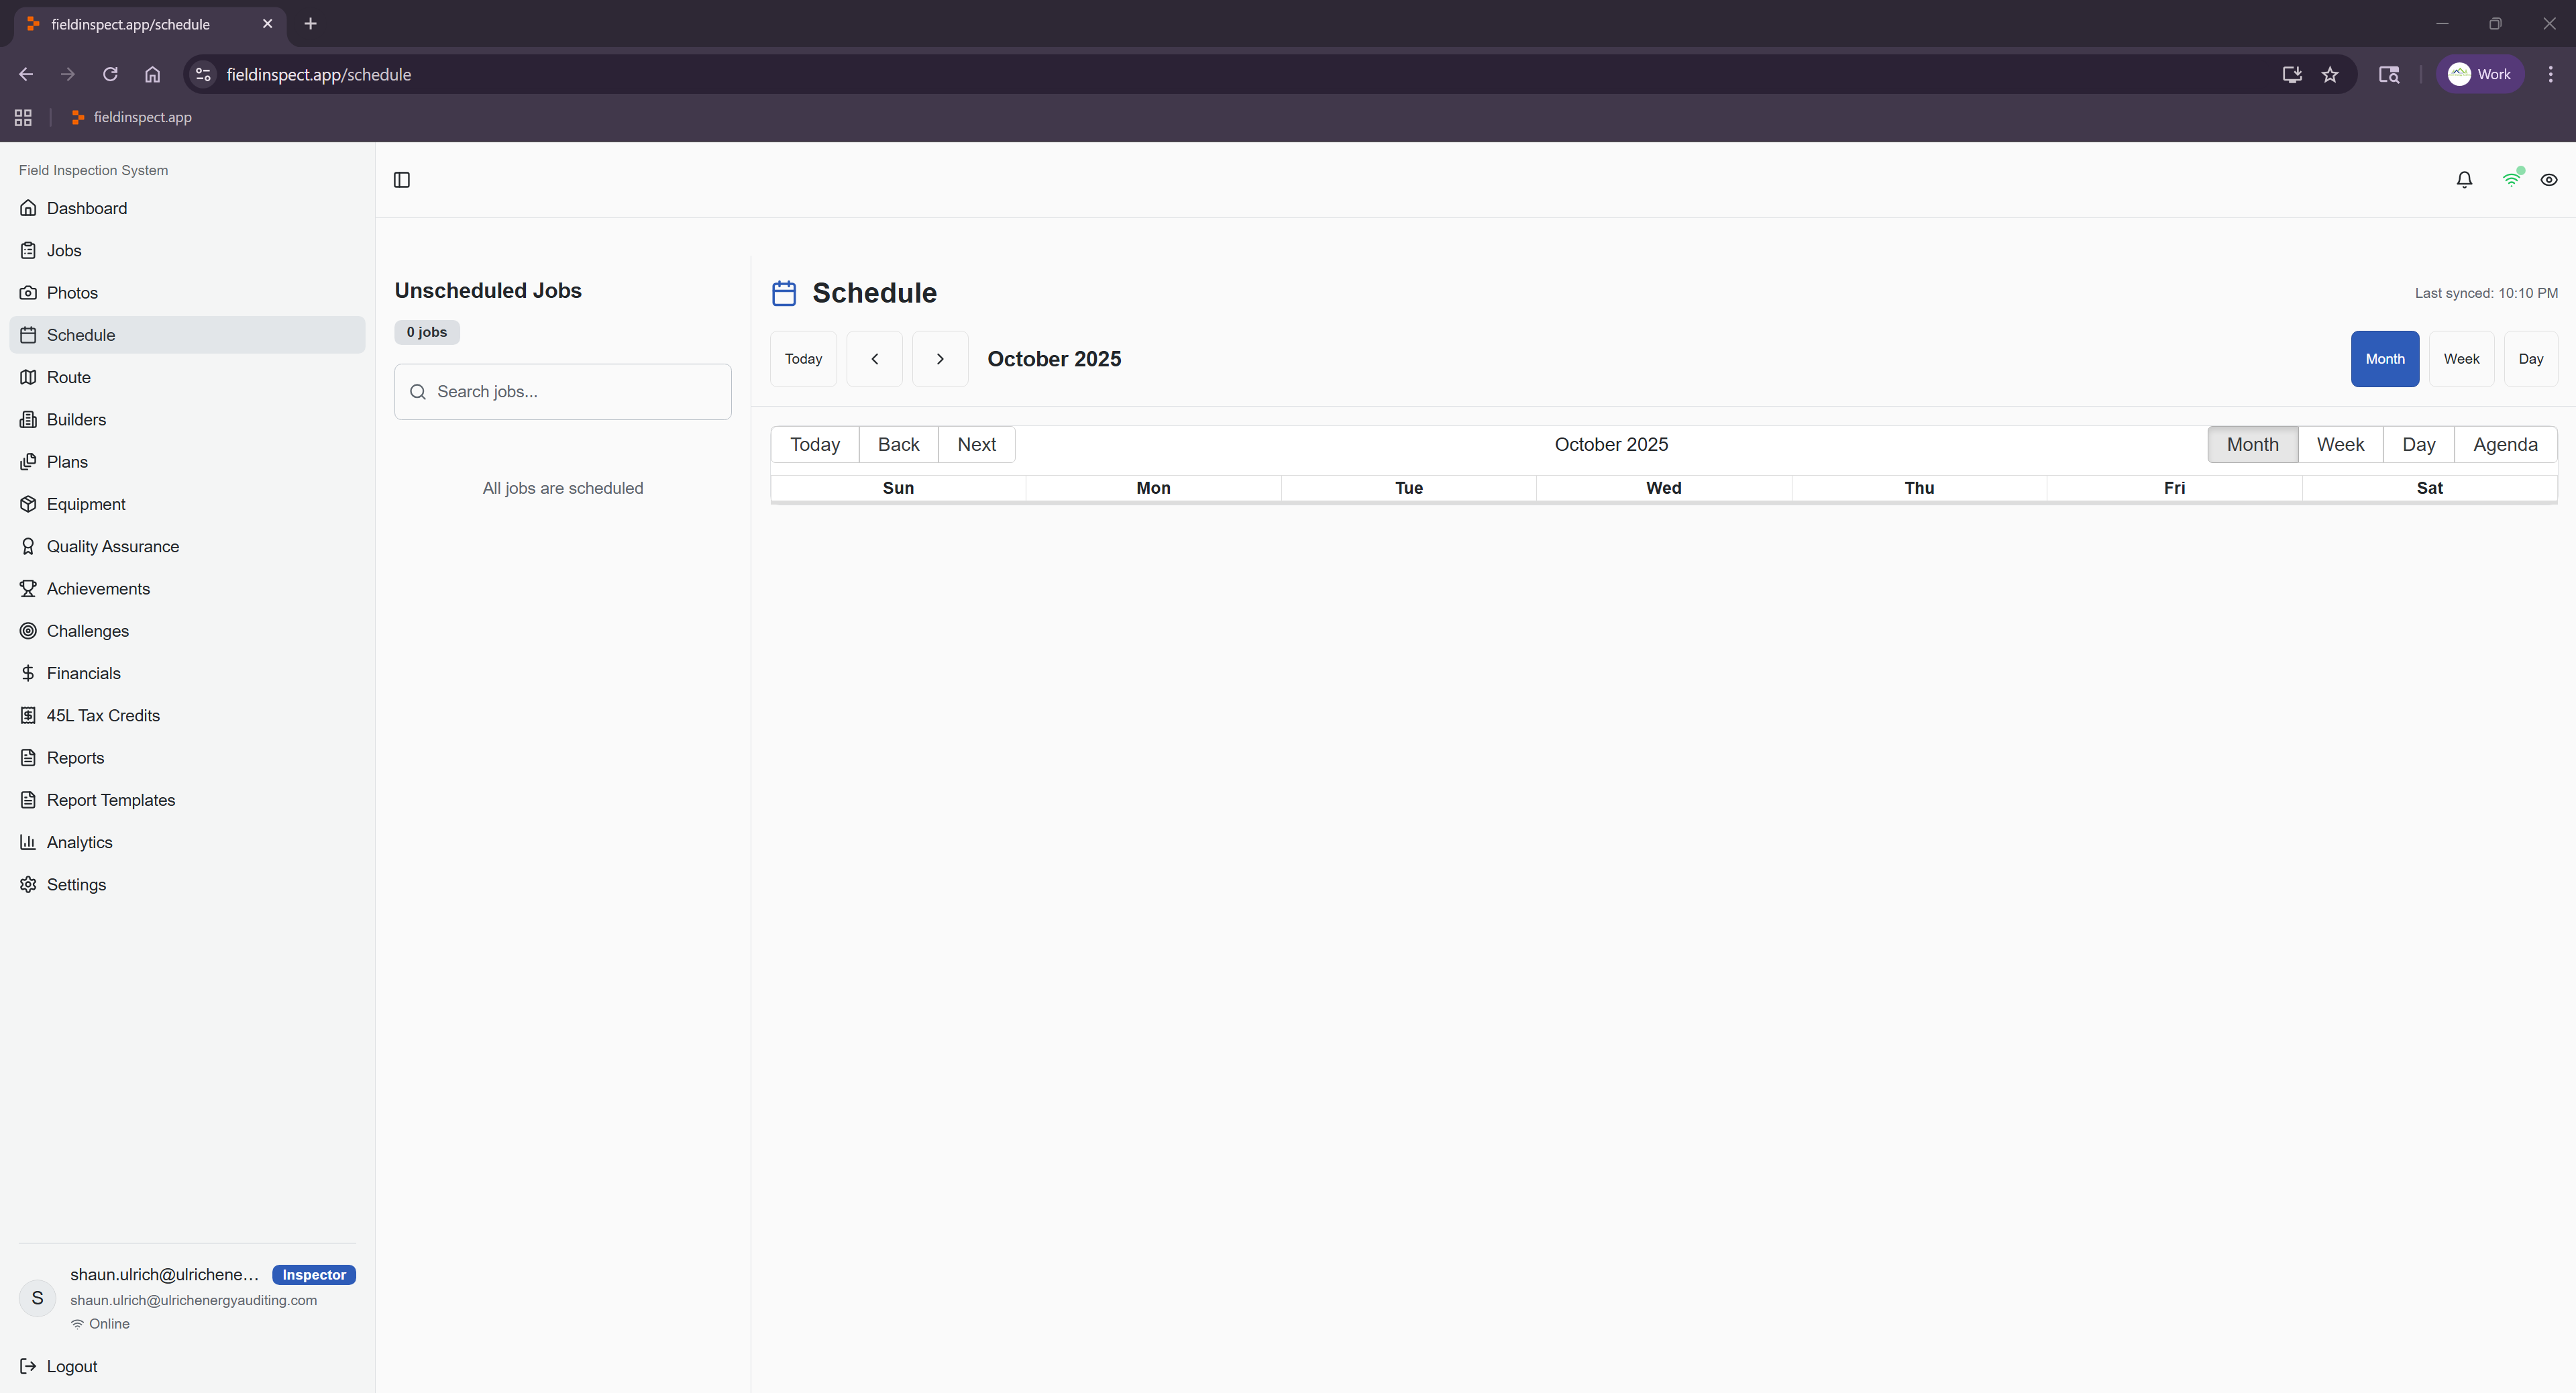 fieldinspect.app/schedule
fieldinspect.app/schedule
Work
fieldinspect.app
Field Inspection System
Dashboard
Jobs
Photos
Schedule
Route
Builders
Plans
Equipment
Quality Assurance
Achievements
Challenges
Financials
45L Tax Credits
Reports
Report Templates
Analytics
Settings
shaun.ulrich@ulrichene... Inspector
shaun.ulrich@ulrichenergyauditing.com
Online
S
Logout
Unscheduled Jobs
0 jobs
Search jobs...
All jobs are scheduled
Schedule
Last synced: 10:10 PM
Today October 2025 Month Week Day
Today Back Next October 2025 Month Week Day Agenda
Sun Mon Tue Wed Thu Fri Sat